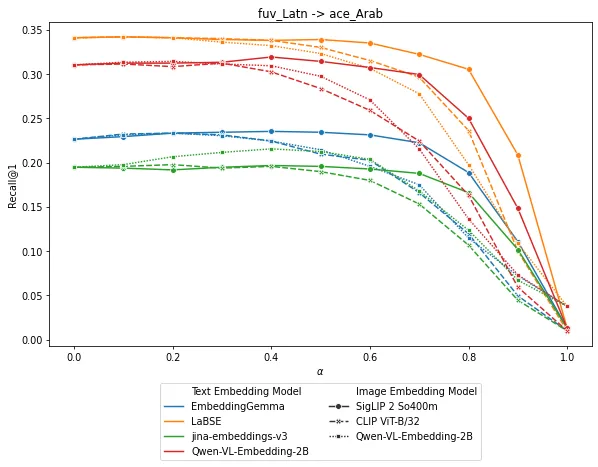 fuv_Latn -> ace_Arab
Recall@1
0.35
0.30
0.25
0.20
0.15
0.10
0.05
0.00
0.0 0.2 0.4 0.6 0.8 1.0
α
Text Embedding Model
EmbeddingGemma
LaBSE
jina-embeddings-v3
Qwen-VL-Embedding-2B
Image Embedding Model
SigLIP 2 So400m
CLIP ViT-B/32
Qwen-VL-Embedding-2B